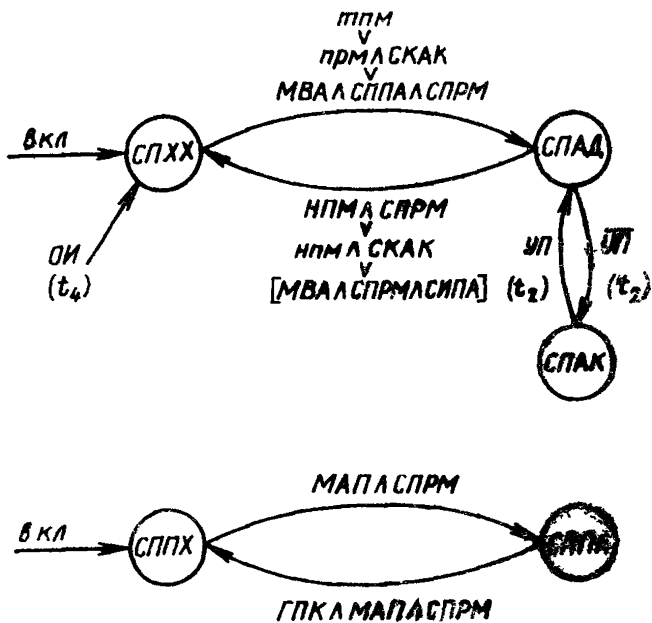 тпм
∨
прм∧СКАК
∨
МВА∧СППА∧СПРМ
вкл
СПХХ
СПАД
НПМ∧СПРМ
∨
нпм∧СКАК
∨
[МВА∧СПРМ∧СИПА]
ОИ
(t₄)
УП
(t₂)
У̅П̅
(t₂)
СПАК
МАП∧СПРМ
вкл
СППХ
ГПК∧МАП∧СПРМ